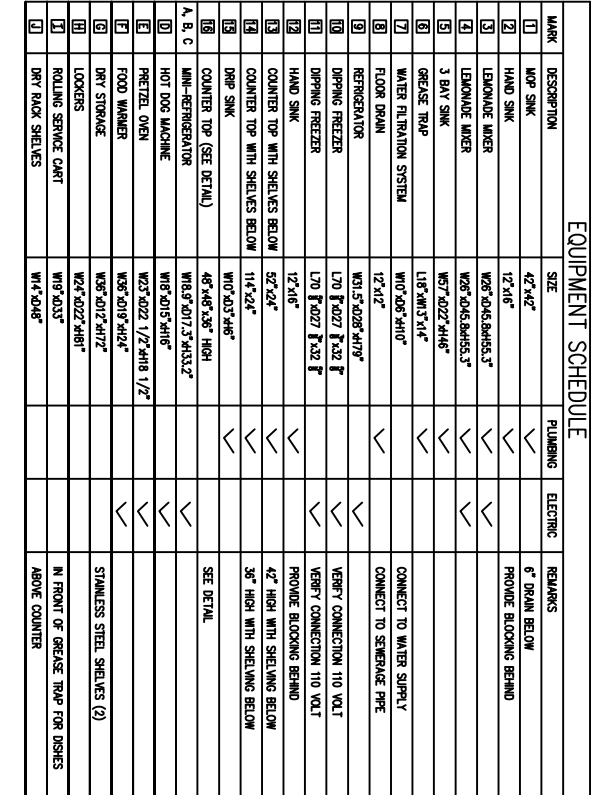 EQUIPMENT SCHEDULE
MARK DESCRIPTION SIZE PLUMBING ELECTRIC REMARKS
1 MOP SINK 42"x42" 6" DRAIN BELOW
2 HAND SINK 12"x16" PROVIDE BLOCKING BEHIND
3 LEMONADE MIXER W26"xD45.8xH55.3"
4 LEMONADE MIXER W26"xD45.8xH55.3"
5 3 BAY SINK W57"xD22"xH46"
6 GREASE TRAP L18"xW13"x14"
7 WATER FILTRATION SYSTEM W10"xD6"xH10" CONNECT TO WATER SUPPLY
8 FLOOR DRAIN 12"x12" CONNECT TO SEWERAGE PIPE
9 REFRIGERATOR W31.5"xD28"xH79"
10 DIPPING FREEZER L70 xD27 x32 VERIFY CONNECTION 110 VOLT
11 DIPPING FREEZER L70 xD27 x32 VERIFY CONNECTION 110 VOLT
12 HAND SINK 12"x16" PROVIDE BLOCKING BEHIND
13 COUNTER TOP WITH SHELVES BELOW 52"x24" 42" HIGH WITH SHELVING BELOW
14 COUNTER TOP WITH SHELVES BELOW 114"x24" 36" HIGH WITH SHELVING BELOW
15 DRIP SINK W10"xD3"xH6"
16 COUNTER TOP (SEE DETAIL) 48"x48"x36" HIGH SEE DETAIL
A, B, C MINI-REFRIGERATOR W18.9"xD17.3"xH33.2"
D HOT DOG MACHINE W18"xD15"xH16"
E PRETZEL OVEN W23"xD22 1/2"xH18 1/2"
F FOOD WARMER W36"xD19"xH24"
G DRY STORAGE W36"xD12"xH72" STAINLESS STEEL SHELVES (2)
H LOCKERS W24"xD22"xH81"
I ROLLING SERVICE CART W19"xD33" IN FRONT OF GREASE TRAP FOR DISHES
J DRY RACK SHELVES W14"xD48" ABOVE COUNTER